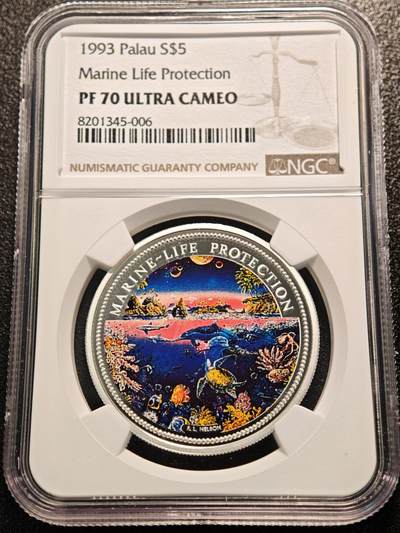 1993 Palau S$5
Marine Life Protection
PF 70 ULTRA CAMEO
8201345-006
NUMISMATIC GUARANTY COMPANY NGC®
MARINE-LIFE PROTECTION
R. L. NELSON